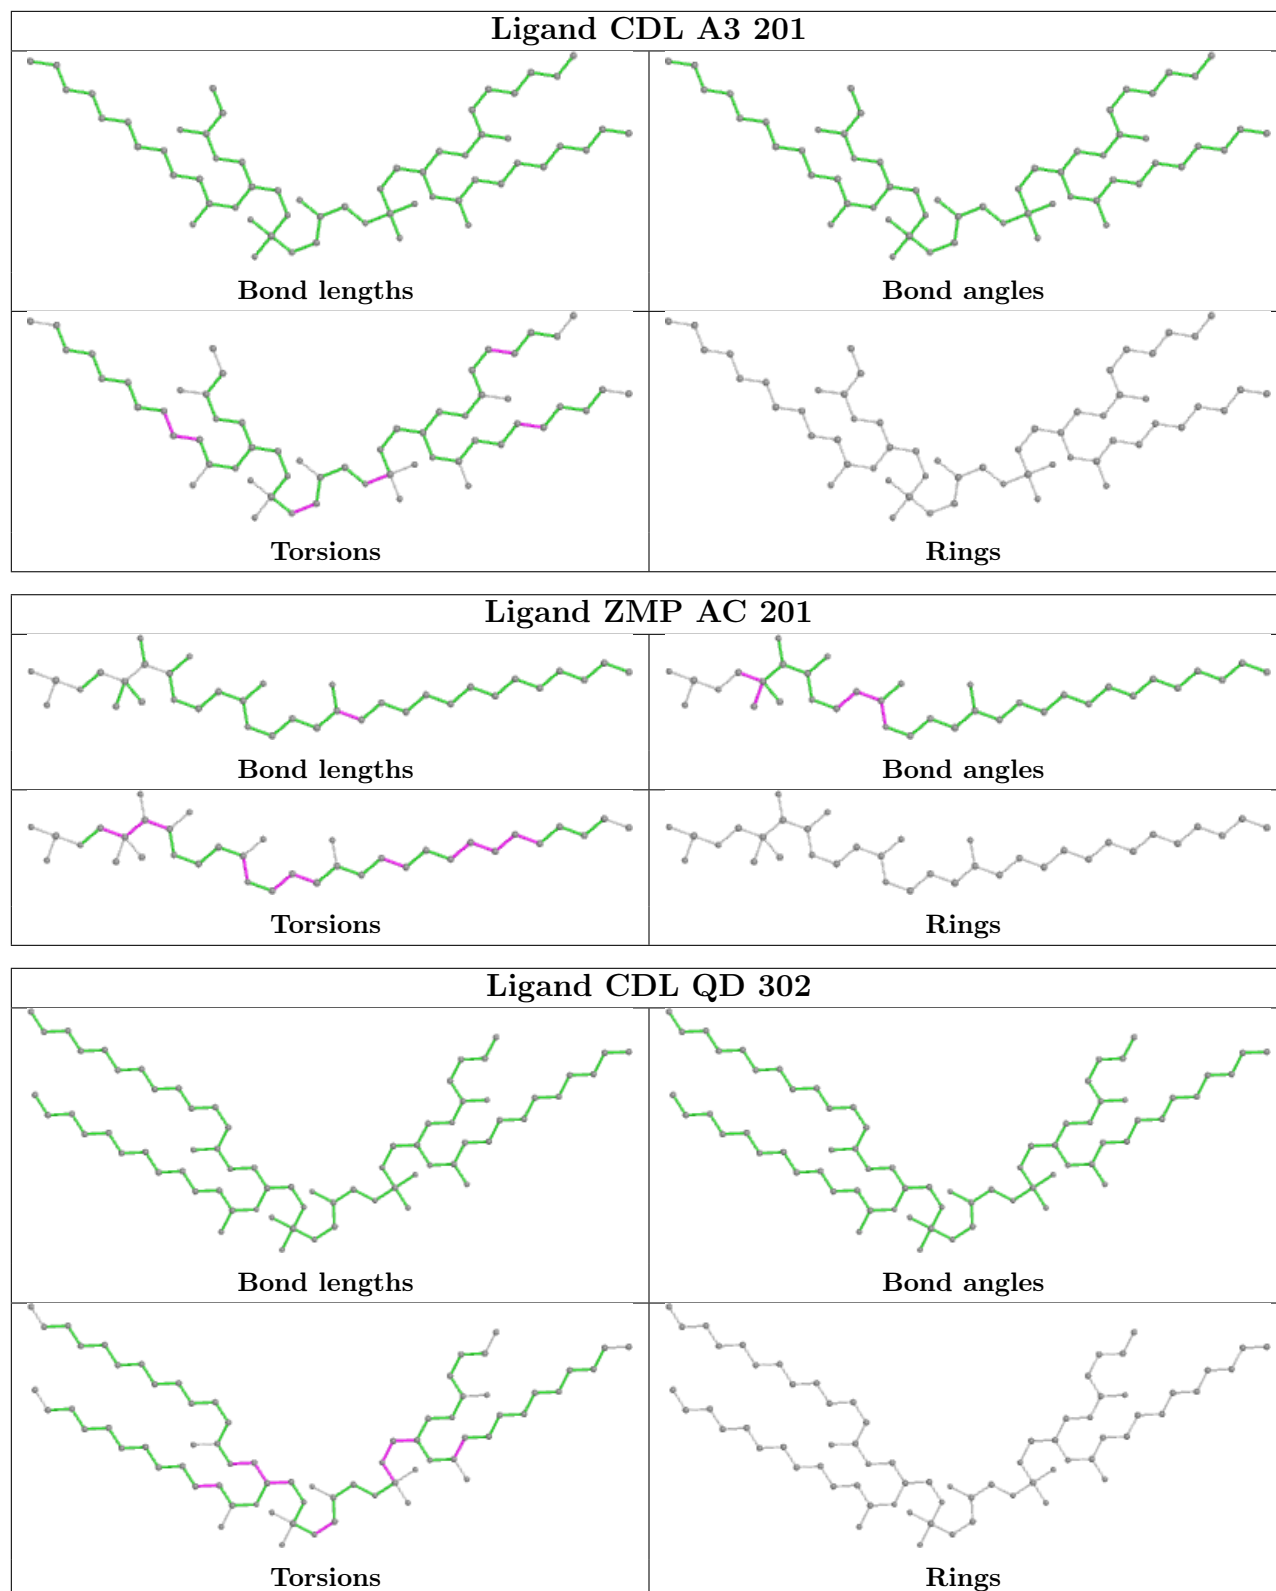 Ligand CDL A3 201
Bond lengths
Bond angles
Torsions
Rings
Ligand ZMP AC 201
Bond lengths
Bond angles
Torsions
Rings
Ligand CDL QD 302
Bond lengths
Bond angles
Torsions
Rings